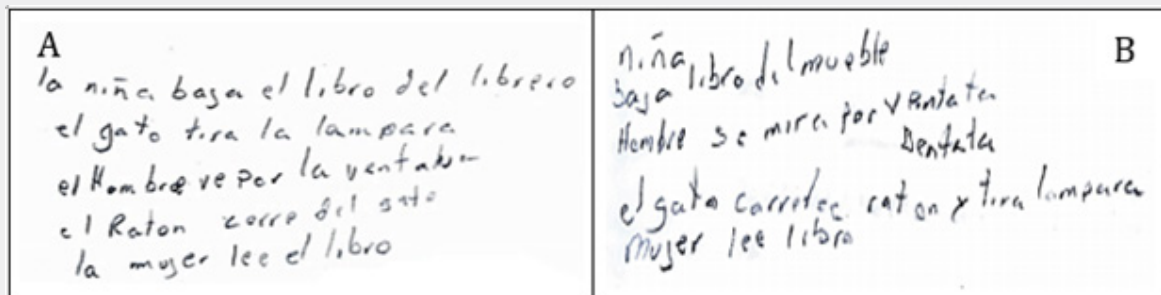 A
la niña baja el libro del librero
el gato tira la lampara
el Hombre ve por la
el Raton corre del gato
la mujer lee el libro
B
niña
Baja libro del mueble
Hombre se mira por Ventata
Dentata
el gato raton y tira lampara
Mujer lee libro